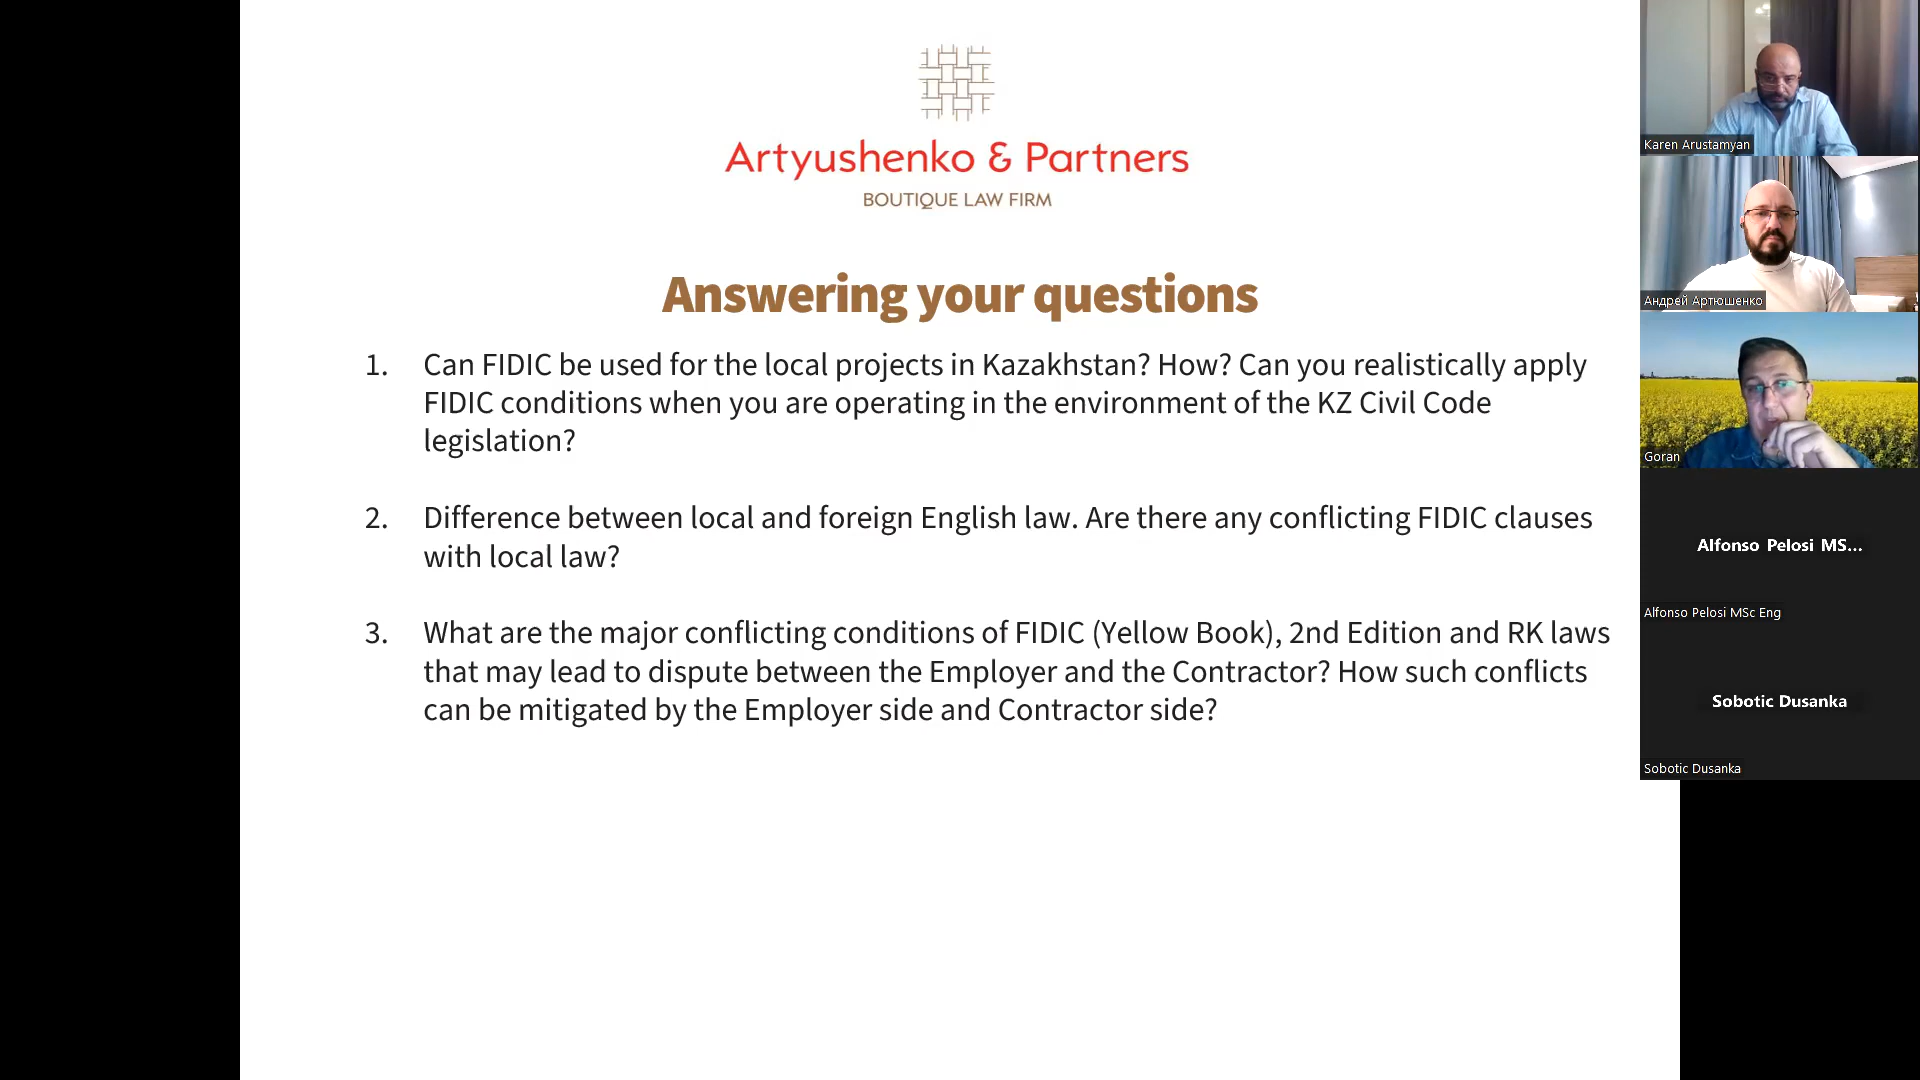 Artyushenko & Partners
BOUTIQUE LAW FIRM
Answering your questions
1. Can FIDIC be used for the local projects in Kazakhstan? How? Can you realistically apply
FIDIC conditions when you are operating in the environment of the KZ Civil Code
legislation?
2. Difference between local and foreign English law. Are there any conflicting FIDIC clauses
with local law?
3. What are the major conflicting conditions of FIDIC (Yellow Book), 2nd Edition and RK laws
that may lead to dispute between the Employer and the Contractor? How such conflicts
can be mitigated by the Employer side and Contractor side?
Karen Arustamyan
Андрей Артюшенко
Goran
Alfonso Pelosi MS...
Alfonso Pelosi MSc Eng
Sobotic Dusanka
Sobotic Dusanka